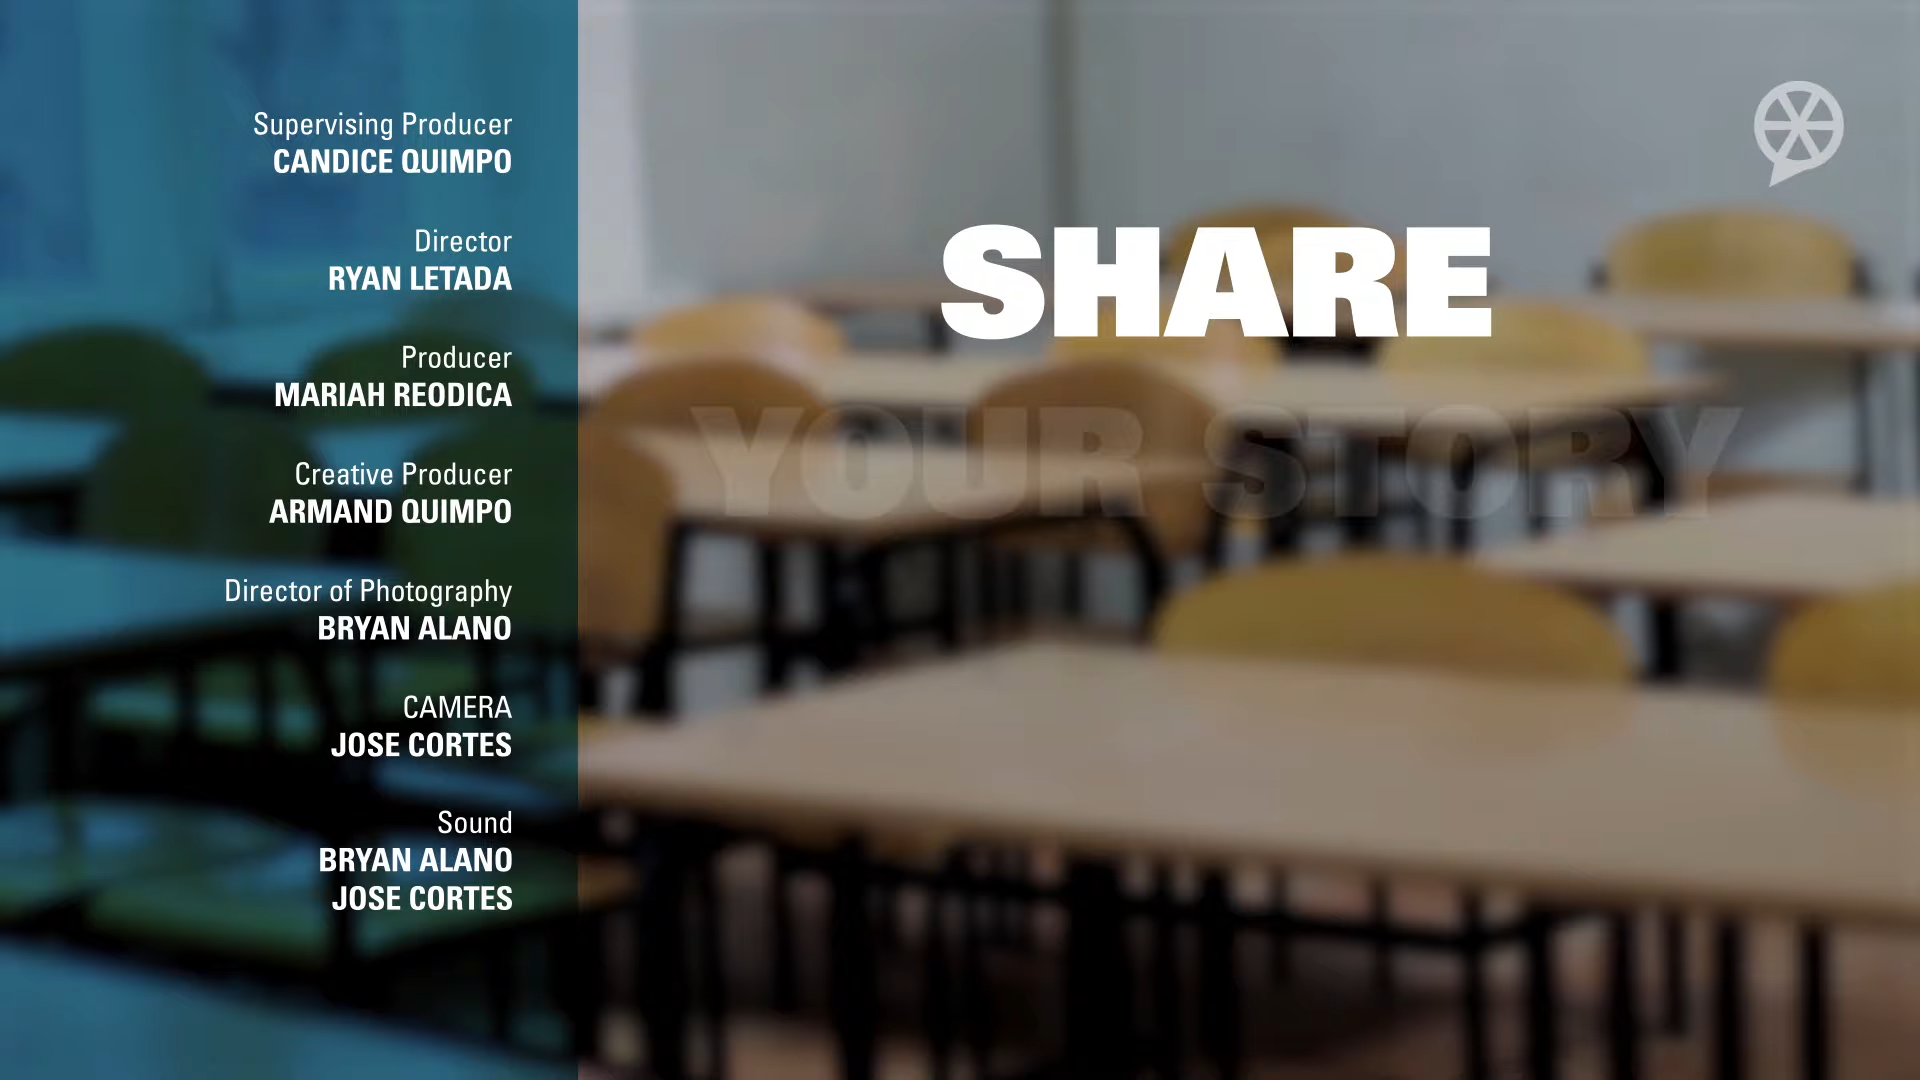 Supervising Producer
CANDICE QUIMPO
Director
RYAN LETADA
Producer
MARIAH REODICA
Creative Producer
ARMAND QUIMPO
Director of Photography
BRYAN ALANO
CAMERA
JOSE CORTES
Sound
BRYAN ALANO
JOSE CORTES
SHARE
YOUR STORY